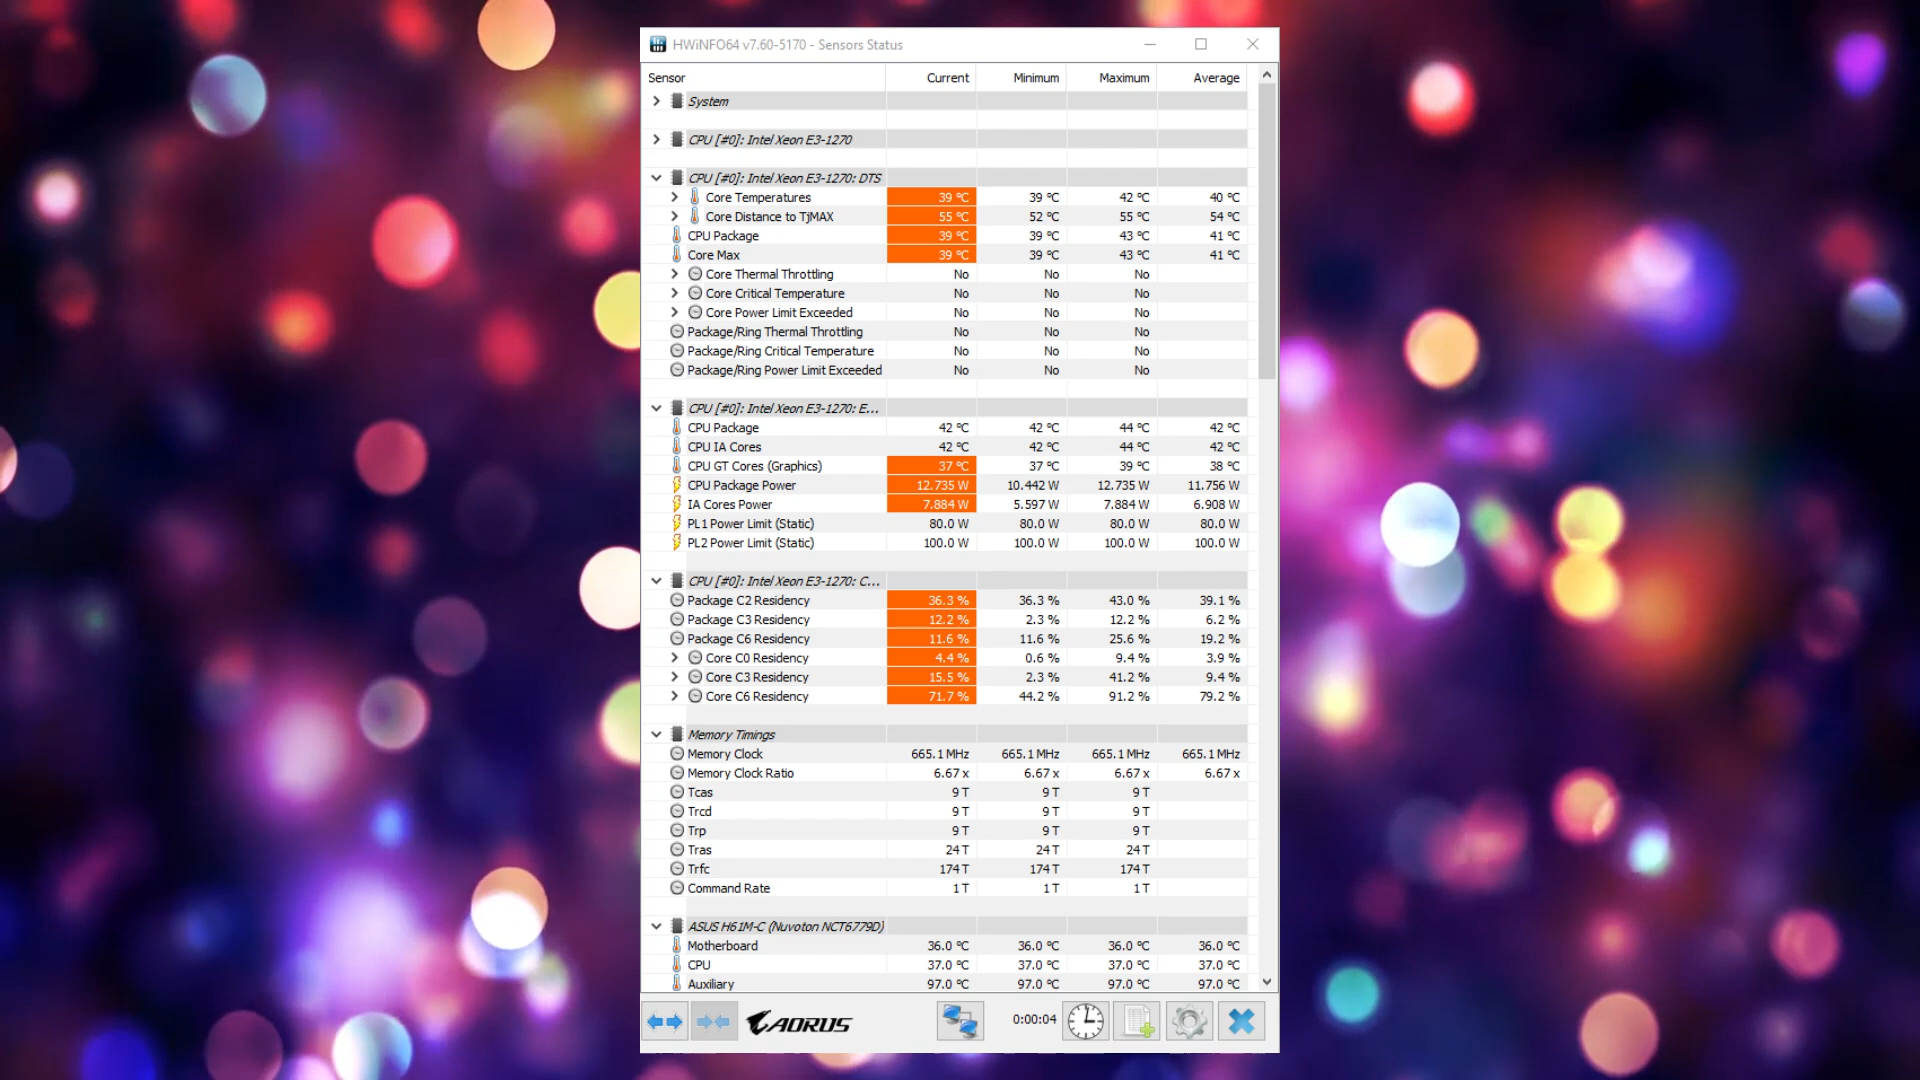 HWiNFO64 v7.60-5170 - Sensors Status
Sensor Current Minimum Maximum Average
System
CPU [#0]: Intel Xeon E3-1270
CPU [#0]: Intel Xeon E3-1270: DTS
Core Temperatures 39 °C 39 °C 42 °C 40 °C
Core Distance to TjMAX 55 °C 52 °C 55 °C 54 °C
CPU Package 39 °C 39 °C 43 °C 41 °C
Core Max 39 °C 39 °C 43 °C 41 °C
Core Thermal Throttling No No No
Core Critical Temperature No No No
Core Power Limit Exceeded No No No
Package/Ring Thermal Throttling No No No
Package/Ring Critical Temperature No No No
Package/Ring Power Limit Exceeded No No No
CPU [#0]: Intel Xeon E3-1270: E...
CPU Package 42 °C 42 °C 44 °C 42 °C
CPU IA Cores 42 °C 42 °C 44 °C 42 °C
CPU GT Cores (Graphics) 37 °C 37 °C 39 °C 38 °C
CPU Package Power 12.735 W 10.442 W 12.735 W 11.756 W
IA Cores Power 7.884 W 5.597 W 7.884 W 6.908 W
PL1 Power Limit (Static) 80.0 W 80.0 W 80.0 W 80.0 W
PL2 Power Limit (Static) 100.0 W 100.0 W 100.0 W 100.0 W
CPU [#0]: Intel Xeon E3-1270: C...
Package C2 Residency 36.3 % 36.3 % 43.0 % 39.1 %
Package C3 Residency 12.2 % 2.3 % 12.2 % 6.2 %
Package C6 Residency 11.6 % 11.6 % 25.6 % 19.2 %
Core C0 Residency 4.4 % 0.6 % 9.4 % 3.9 %
Core C3 Residency 15.5 % 2.3 % 41.2 % 9.4 %
Core C6 Residency 71.7 % 44.2 % 91.2 % 79.2 %
Memory Timings
Memory Clock 665.1 MHz 665.1 MHz 665.1 MHz 665.1 MHz
Memory Clock Ratio 6.67 x 6.67 x 6.67 x 6.67 x
Tcas 9 T 9 T 9 T
Trcd 9 T 9 T 9 T
Trp 9 T 9 T 9 T
Tras 24 T 24 T 24 T
Trfc 174 T 174 T 174 T
Command Rate 1 T 1 T 1 T
ASUS H61M-C (Nuvoton NCT6779D)
Motherboard 36.0 °C 36.0 °C 36.0 °C 36.0 °C
CPU 37.0 °C 37.0 °C 37.0 °C 37.0 °C
Auxiliary 97.0 °C 97.0 °C 97.0 °C 97.0 °C
AORUS 0:00:04